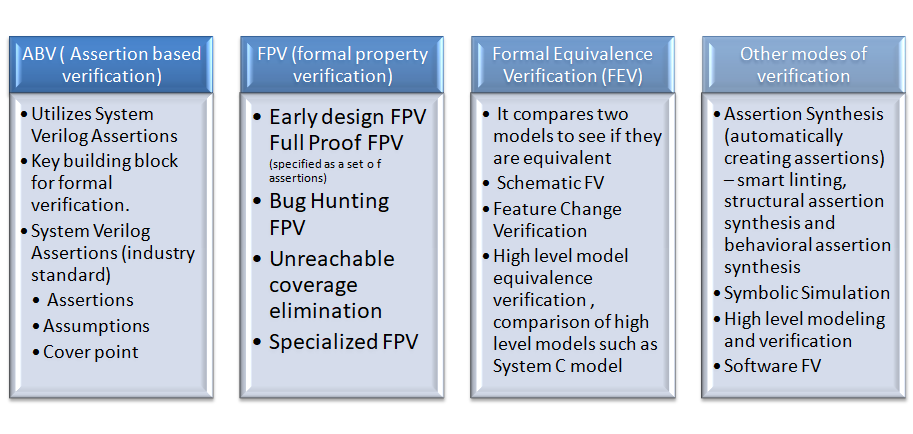 ABV ( Assertion based
verification)
• Utilizes System
Verilog Assertions
• Key building block
for formal
verification.
• System Verilog
Assertions (industry
standard)
• Assertions
• Assumptions
• Cover point
FPV (formal property
verification)
• Early design FPV
Full Proof FPV
(specified as a set o f
assertions)
• Bug Hunting
FPV
• Unreachable
coverage
elimination
• Specialized FPV
Formal Equivalence
Verification (FEV)
• It compares two
models to see if they
are equivalent
• Schematic FV
• Feature Change
Verification
• High level model
equivalence
verification ,
comparison of high
level models such as
System C model
Other modes of
verification
• Assertion Synthesis
(automatically
creating assertions)
– smart linting,
structural assertion
synthesis and
behavioral assertion
synthesis
• Symbolic Simulation
• High level modeling
and verification
• Software FV